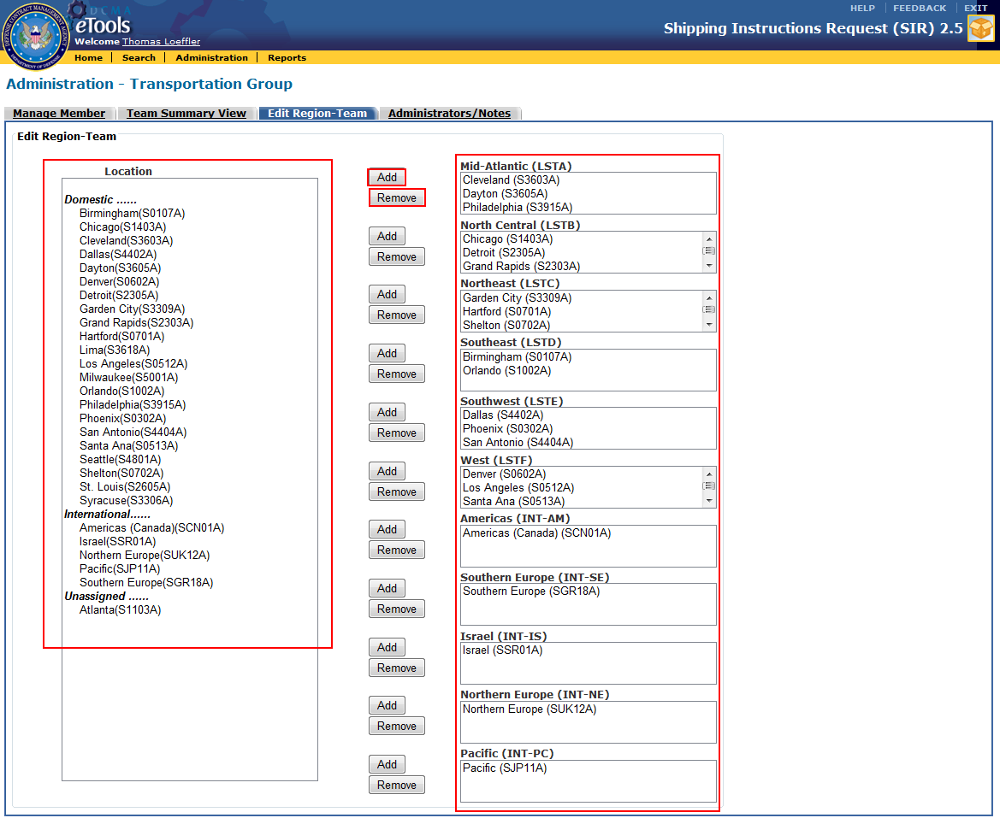 HELP FEEDBACK EXIT
DCMA
eTools
Welcome Thomas Loeffler
Shipping Instructions Request (SIR) 2.5
DEFENSE CONTRACT MANAGEMENT AGENCY
DEPARTMENT OF DEFENSE
Home Search Administration Reports
Administration - Transportation Group
Manage Member Team Summary View Edit Region-Team Administrators/Notes
Edit Region-Team
Location
Domestic ......
Birmingham(S0107A)
Chicago(S1403A)
Cleveland(S3603A)
Dallas(S4402A)
Dayton(S3605A)
Denver(S0602A)
Detroit(S2305A)
Garden City(S3309A)
Grand Rapids(S2303A)
Hartford(S0701A)
Lima(S3618A)
Los Angeles(S0512A)
Milwaukee(S5001A)
Orlando(S1002A)
Philadelphia(S3915A)
Phoenix(S0302A)
San Antonio(S4404A)
Santa Ana(S0513A)
Seattle(S4801A)
Shelton(S0702A)
St. Louis(S2605A)
Syracuse(S3306A)
International......
Americas (Canada)(SCN01A)
Israel(SSR01A)
Northern Europe(SUK12A)
Pacific(SJP11A)
Southern Europe(SGR18A)
Unassigned ......
Atlanta(S1103A)
Add
Remove
Mid-Atlantic (LSTA)
Cleveland (S3603A)
Dayton (S3605A)
Philadelphia (S3915A)
Add
Remove
North Central (LSTB)
Chicago (S1403A)
Detroit (S2305A)
Grand Rapids (S2303A)
Add
Remove
Northeast (LSTC)
Garden City (S3309A)
Hartford (S0701A)
Shelton (S0702A)
Add
Remove
Southeast (LSTD)
Birmingham (S0107A)
Orlando (S1002A)
Add
Remove
Southwest (LSTE)
Dallas (S4402A)
Phoenix (S0302A)
San Antonio (S4404A)
Add
Remove
West (LSTF)
Denver (S0602A)
Los Angeles (S0512A)
Santa Ana (S0513A)
Add
Remove
Americas (INT-AM)
Americas (Canada) (SCN01A)
Add
Remove
Southern Europe (INT-SE)
Southern Europe (SGR18A)
Add
Remove
Israel (INT-IS)
Israel (SSR01A)
Add
Remove
Northern Europe (INT-NE)
Northern Europe (SUK12A)
Add
Remove
Pacific (INT-PC)
Pacific (SJP11A)